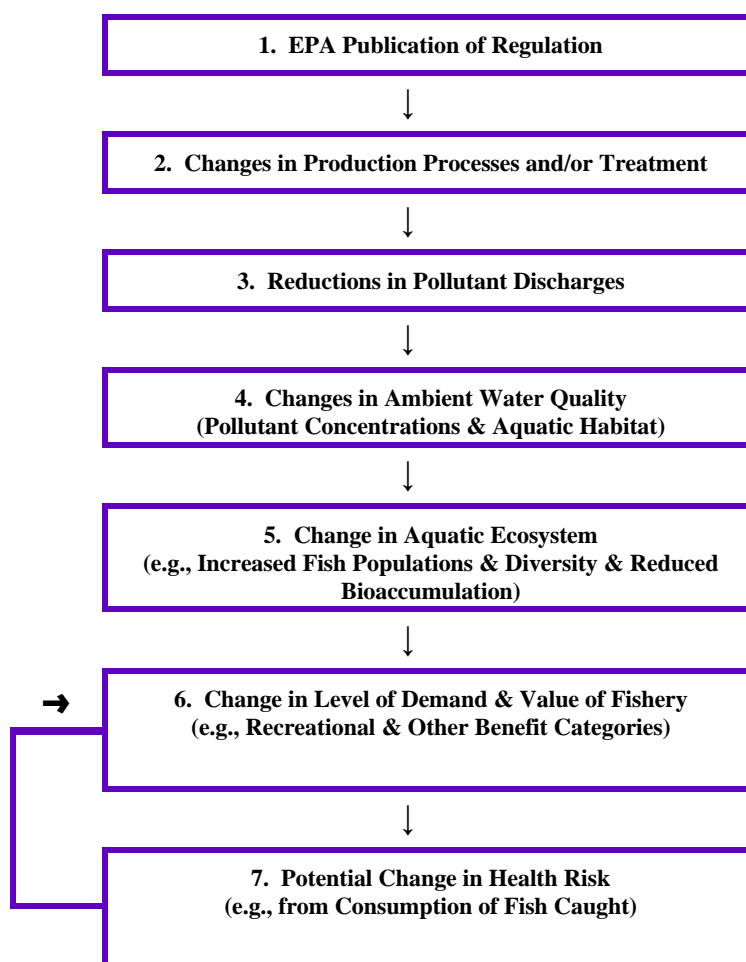 1. EPA Publication of Regulation
↓
2. Changes in Production Processes and/or Treatment
↓
3. Reductions in Pollutant Discharges
↓
4. Changes in Ambient Water Quality
(Pollutant Concentrations & Aquatic Habitat)
↓
5. Change in Aquatic Ecosystem
(e.g., Increased Fish Populations & Diversity & Reduced
Bioaccumulation)
↓
→
6. Change in Level of Demand & Value of Fishery
(e.g., Recreational & Other Benefit Categories)
↓
7. Potential Change in Health Risk
(e.g., from Consumption of Fish Caught)